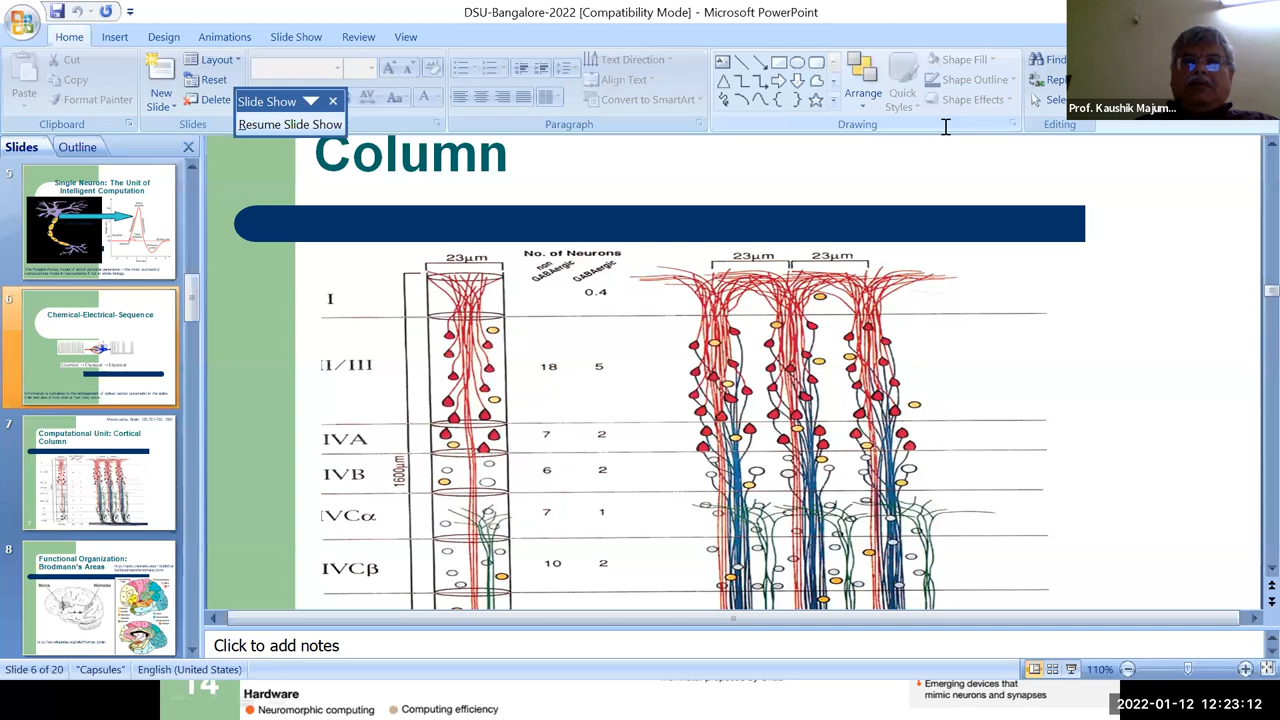 DSU-Bangalore-2022 [Compatibility Mode] - Microsoft PowerPoint
Home Insert Design Animations Slide Show Review View
Paste
Cut
Copy
Format Painter
Clipboard
New
Slide
Layout
Reset
Delete
Slides
Slide Show
Resume Slide Show
Text Direction
Align Text
Convert to SmartArt
Paragraph
Arrange
Quick
Styles
Shape Fill
Shape Outline
Shape Effects
Drawing
Find
Editing
Prof. Kaushik Majum...
Slides Outline
5
Single Neuron: The Unit of
Intelligent Computation
6
Chemical-Electrical-Sequence
7
Computational Unit: Cortical
Column
8
Functional Organization:
Brodmann's Areas
Column
23µm No. of Neurons 23µm 23µm
GABAergic
I 0.4
II/III 18 5
IVA 7 2
IVB 6 2
IVCα 7 1
IVCβ 10 2
1600µm
Click to add notes
Slide 6 of 20 "Capsules" English (United States) 110%
14
Hardware
Neuromorphic computing Computing efficiency
Emerging devices that
mimic neurons and synapses
2022-01-12 12:23:12